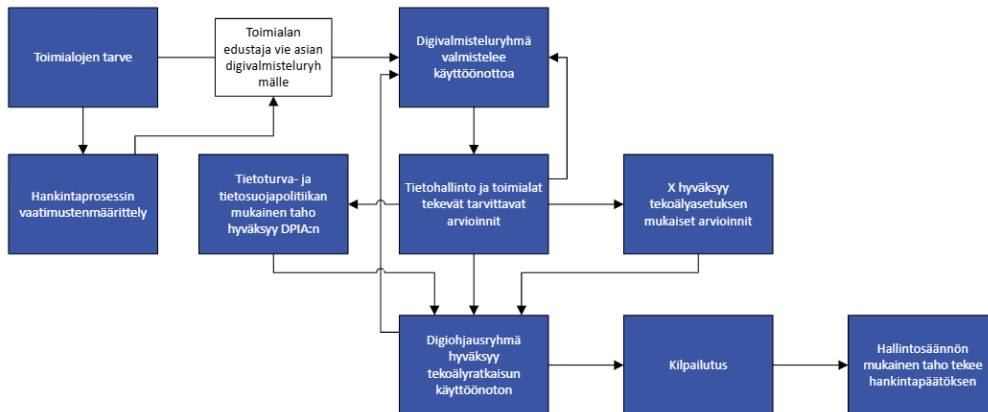 Toimialojen tarve
Toimialan
edustaja vie asian
digivalmisteluryh
mälle
Digivalmisteluryhmä
valmistelee
käyttöönottoa
Hankintaprosessin
vaatimustenmäärittely
Tietoturva- ja
tietosuojapolitiikan
mukainen taho
hyväksyy DPIA:n
Tietohallinto ja toimialat
tekevät tarvittavat
arvioinnit
X hyväksyy
tekoälyasetuksen
mukaiset arvioinnit
Digiohjausryhmä
hyväksyy
tekoälyratkaisun
käyttöönoton
Kilpailutus
Hallintosäännön
mukainen taho tekee
hankintapäätöksen